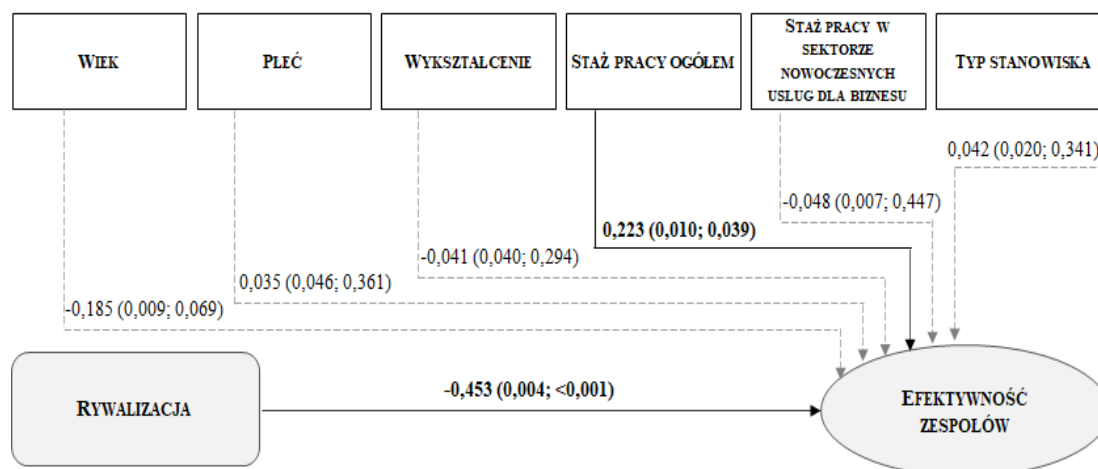 WIEK
PŁEĆ
WYKSZTALCENIE
STAŻ PRACY OGÓŁEM
STAŻ PRACY W
SEKTORZE
NOWOCZESNYCH
USLUG DLA BIZNESU
TYP STANOWISKA
0,042 (0,020; 0,341)
-0,048 (0,007; 0,447)
0,223 (0,010; 0,039)
-0,041 (0,040; 0,294)
0,035 (0,046; 0,361)
-0,185 (0,009; 0,069)
RYWALIZACJA
-0,453 (0,004; <0,001)
EFEKTYWNOŚĆ
ZESPOŁÓW